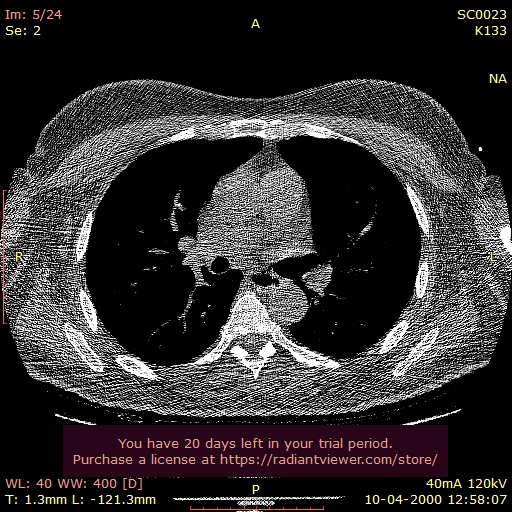 Im: 5/24
Se: 2
A
SC0023
K133
NA
R
L
You have 20 days left in your trial period.
Purchase a license at https://radiantviewer.com/store/
WL: 40 WW: 400 [D]
T: 1.3mm L: -121.3mm
P
40mA 120kV
10-04-2000 12:58:07